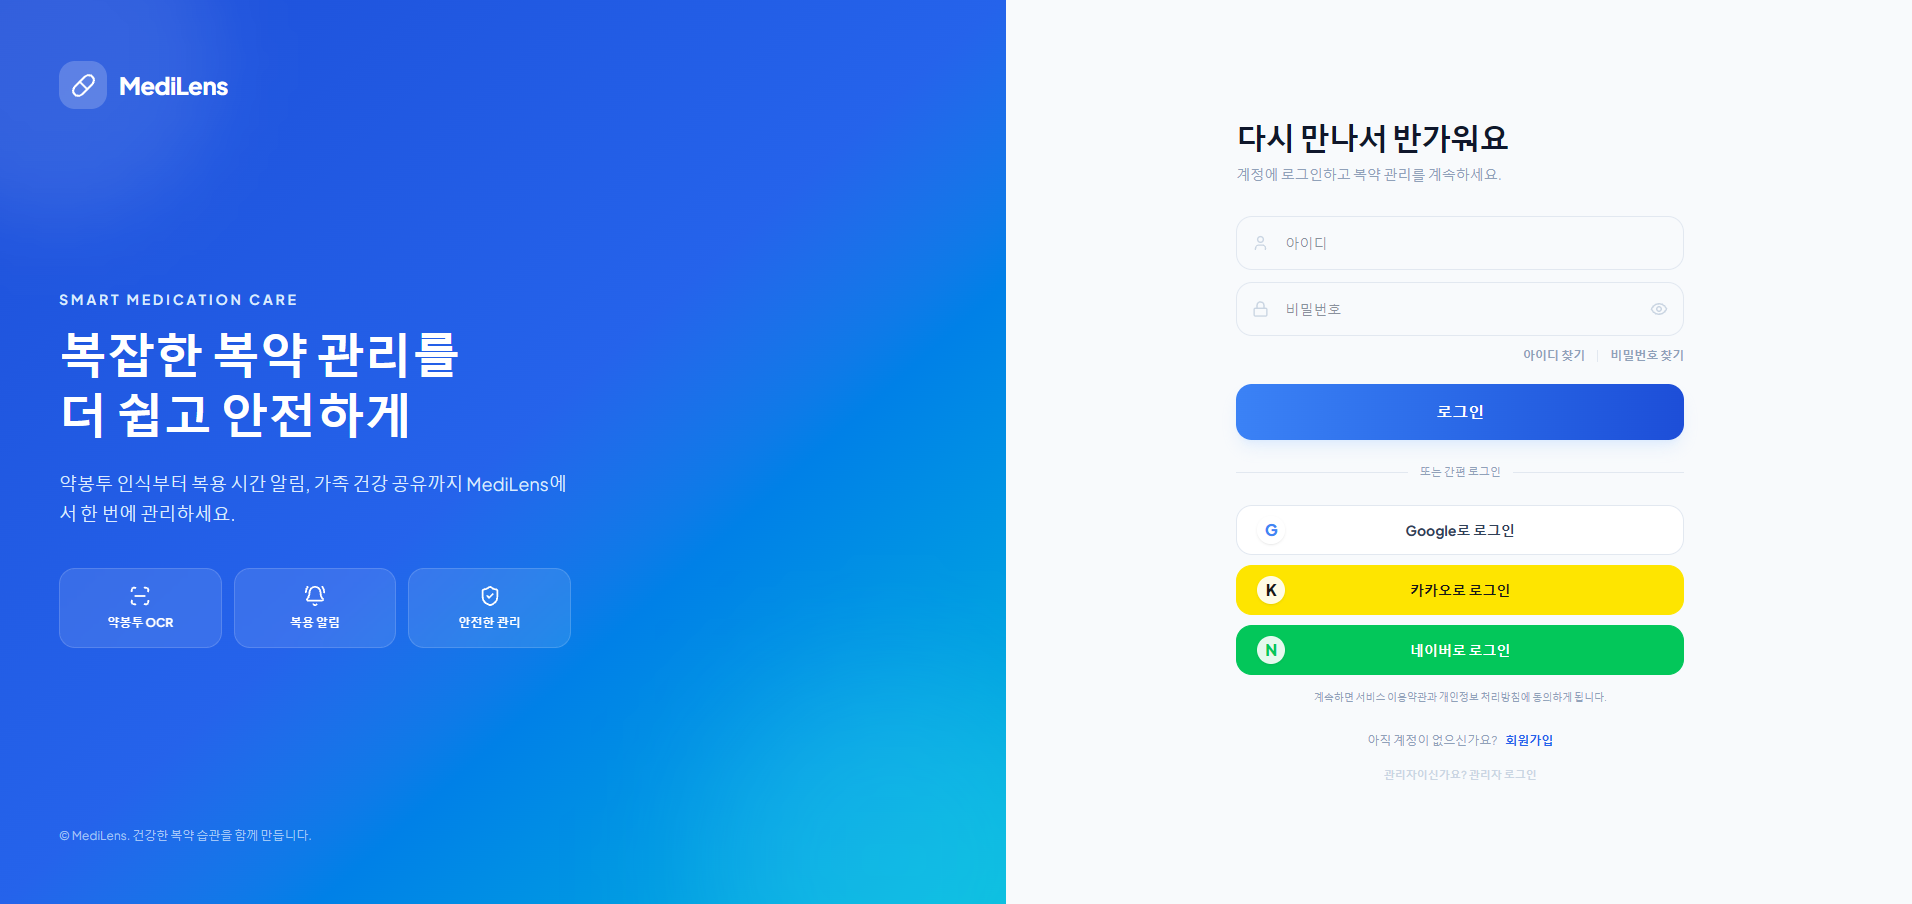 MediLens
SMART MEDICATION CARE
복잡한 복약 관리를
더 쉽고 안전하게
약봉투 인식부터 복용 시간 알림, 가족 건강 공유까지 MediLens에
서 한 번에 관리하세요.
약봉투 OCR
복용 알림
안전한 관리
© MediLens. 건강한 복약 습관을 함께 만듭니다.
다시 만나서 반가워요
계정에 로그인하고 복약 관리를 계속하세요.
아이디
비밀번호
아이디 찾기 | 비밀번호 찾기
로그인
또는 간편 로그인
G Google로 로그인
K 카카오로 로그인
N 네이버로 로그인
계속하면 서비스 이용약관과 개인정보 처리방침에 동의하게 됩니다.
아직 계정이 없으신가요? 회원가입
관리자이신가요? 관리자 로그인